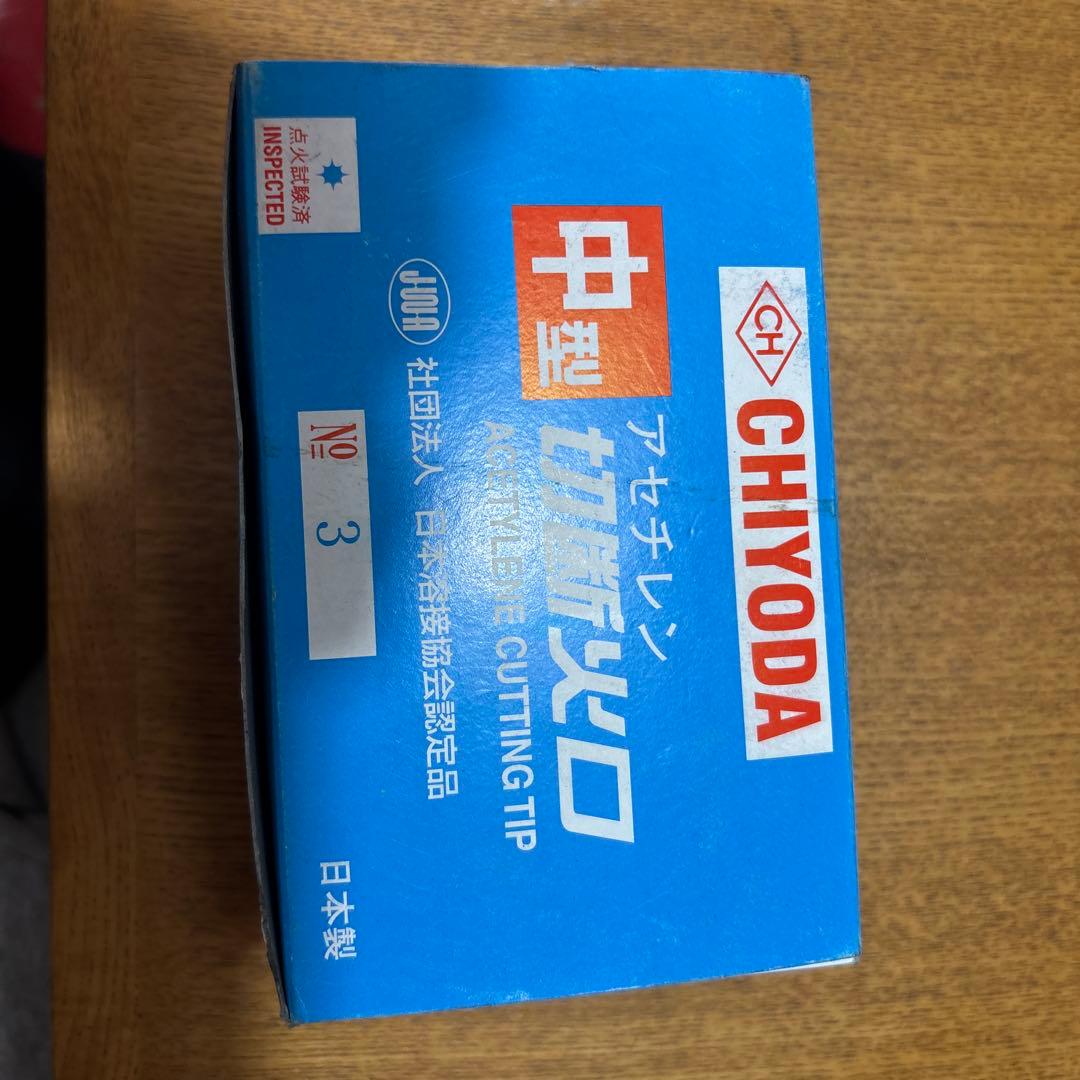 CH CHIYODA
アセチレン
中型 切断火口
ACETYLENE CUTTING TIP
JWA 社団法人 日本溶接協会認定品
No 3
日本製
点火試験済
INSPECTED